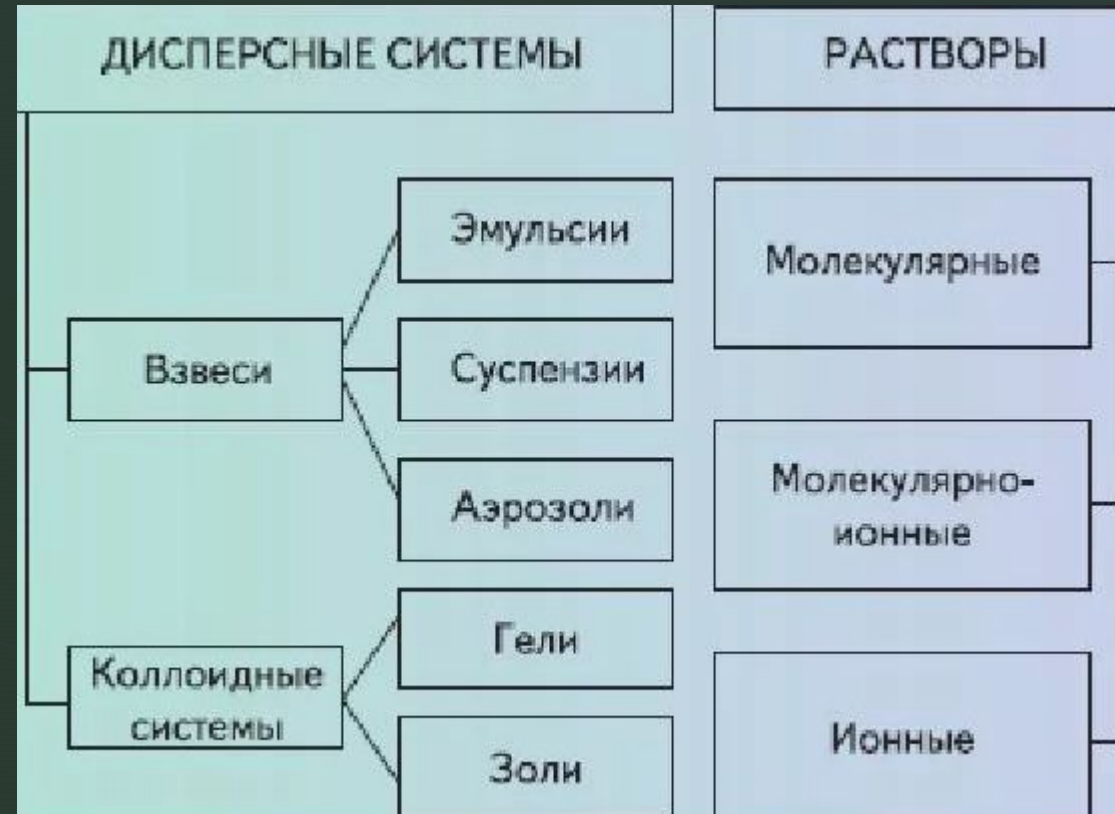 ДИСПЕРСНЫЕ СИСТЕМЫ
РАСТВОРЫ
Эмульсии
Молекулярные
Взвеси
Суспензии
Молекулярно-
ионные
Аэрозоли
Гели
Коллоидные
системы
Ионные
Золи